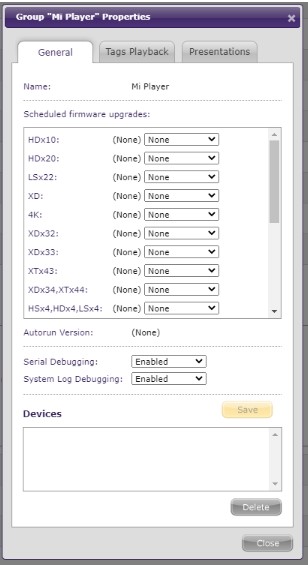 Group "Mi Player" Properties x
General Tags Playback Presentations
Name: Mi Player
Scheduled firmware upgrades:
HDx10: (None) None
HDx20: (None) None
LSx22: (None) None
XD: (None) None
4K: (None) None
XDx32: (None) None
XDx33: (None) None
XTx43: (None) None
XDx34,XTx44: (None) None
HSx4,HDx4,LSx4: (None) None
Autorun Version: (None)
Serial Debugging: Enabled
System Log Debugging: Enabled
Devices Save
Delete
Close